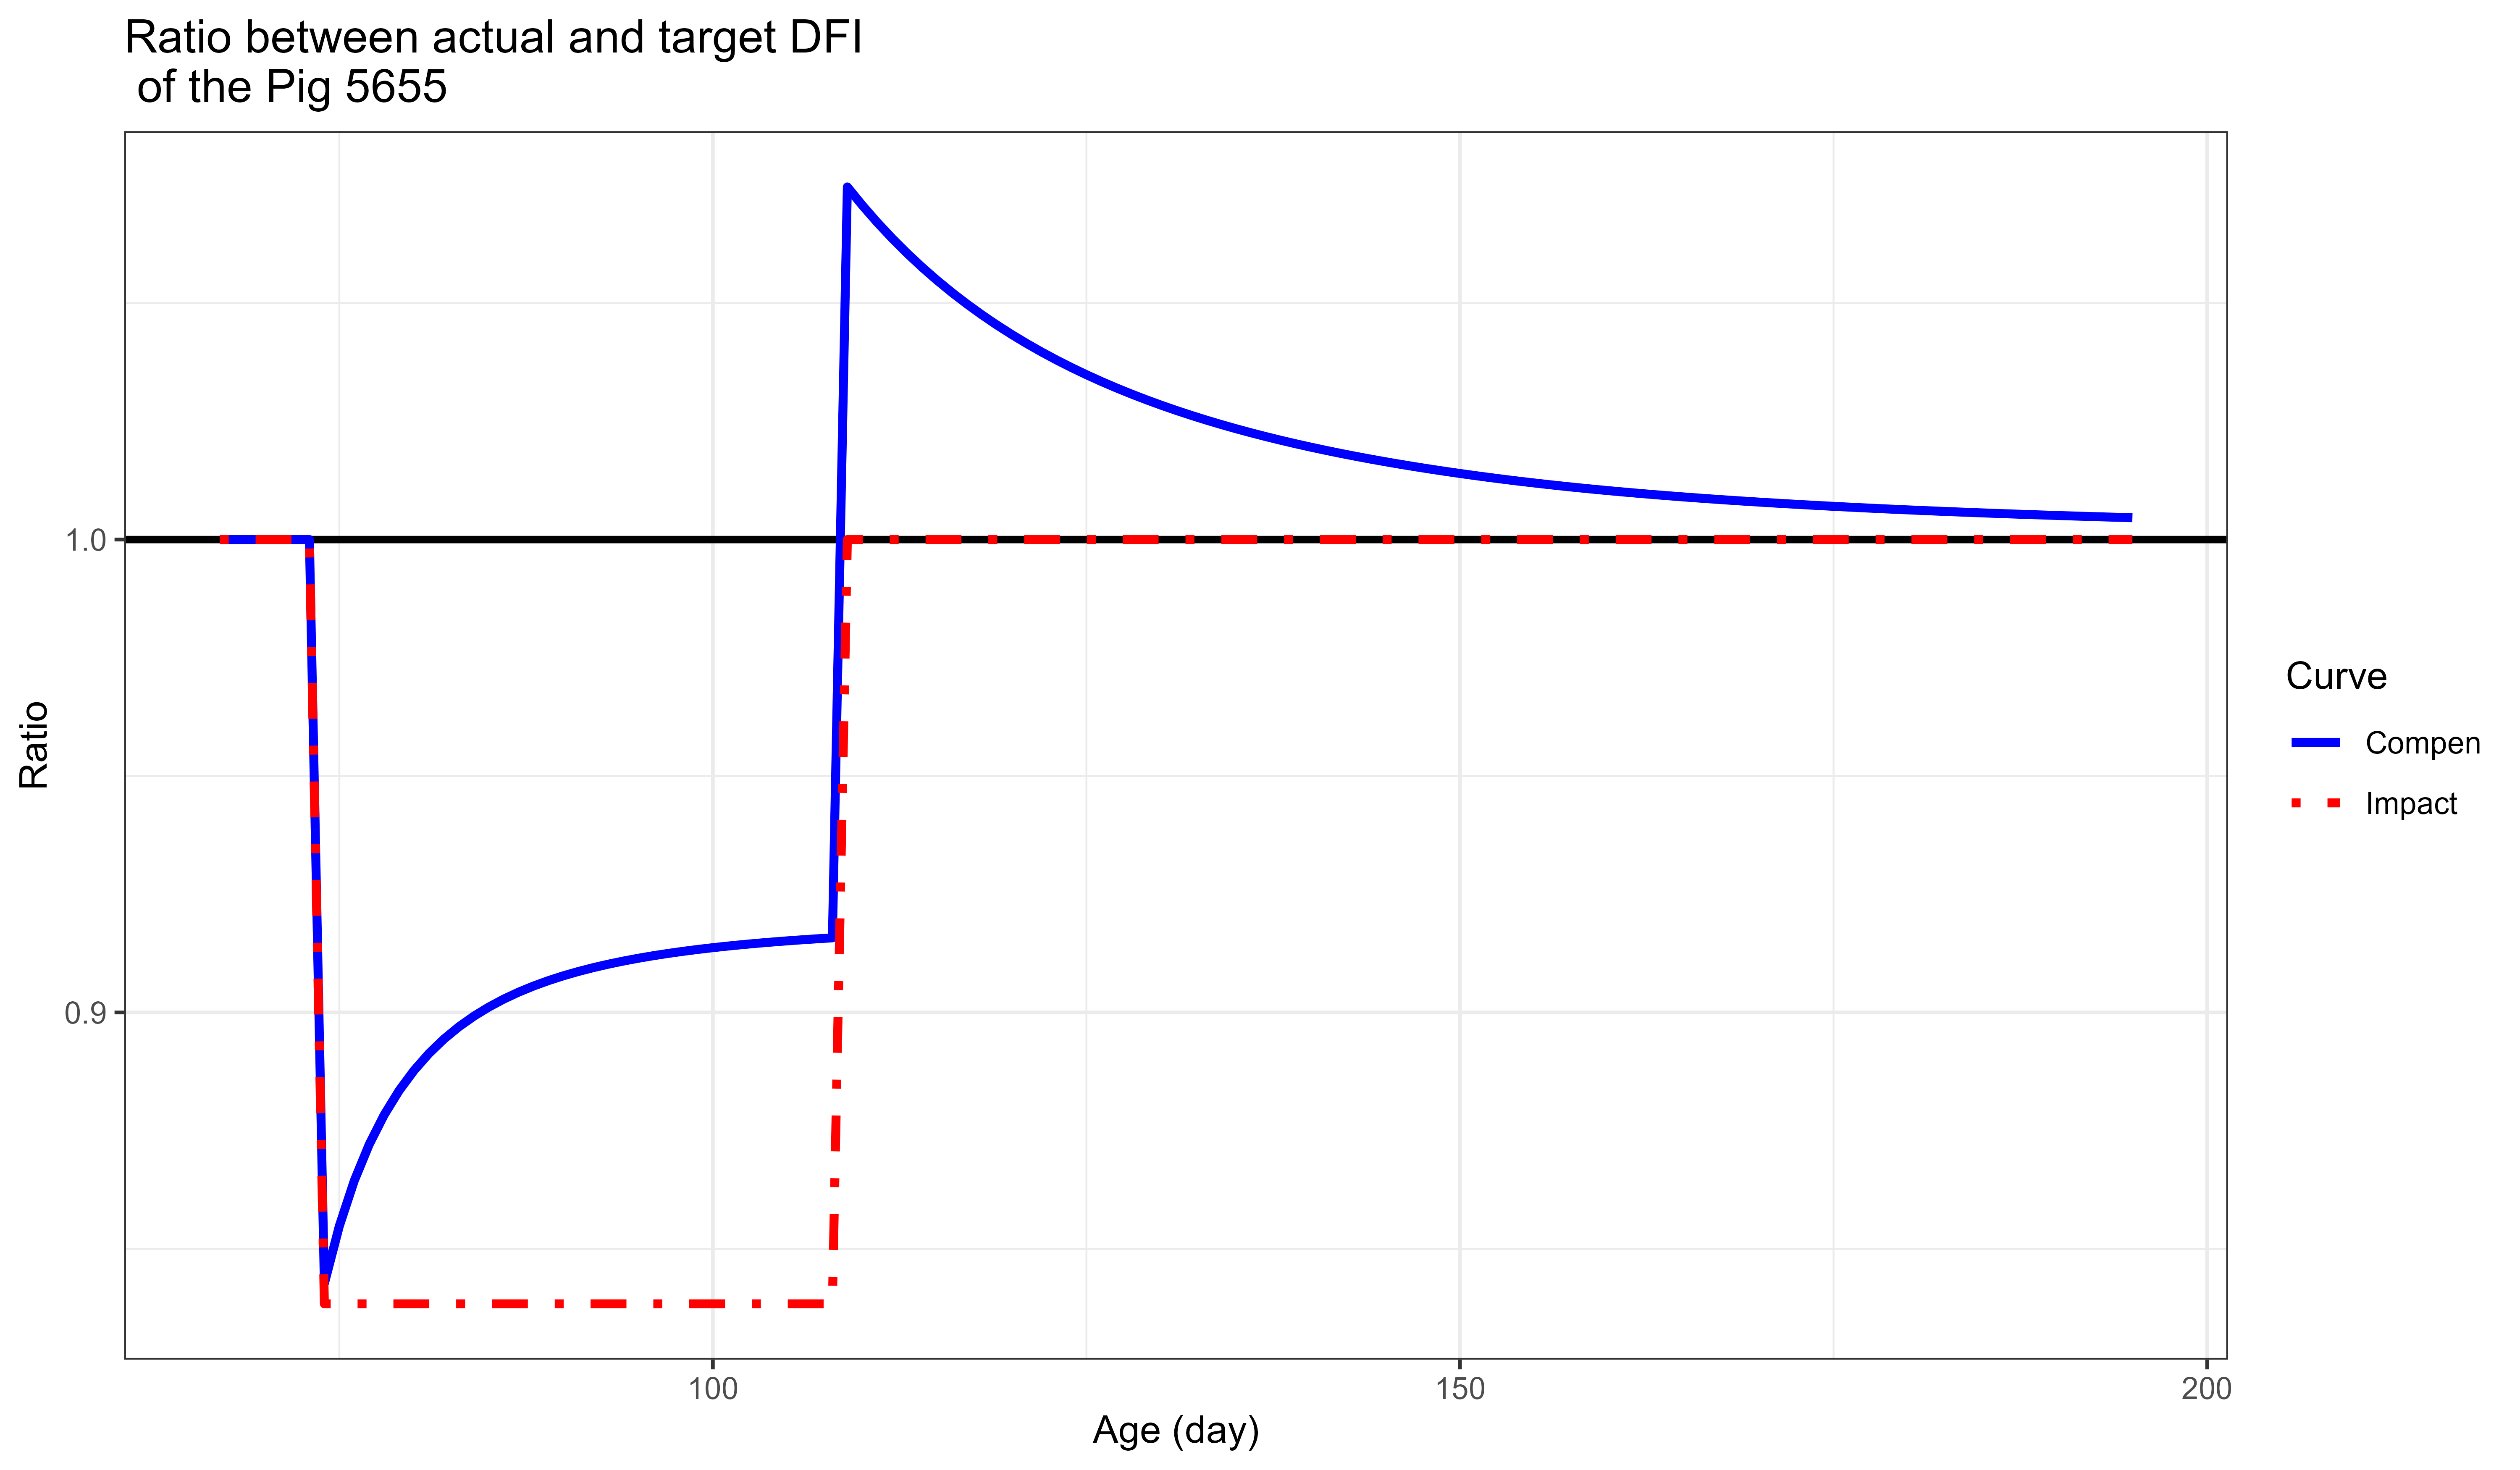 Ratio between actual and target DFI
of the Pig 5655
Ratio
1.0
0.9
100
150
200
Age (day)
Curve
Compen
Impact